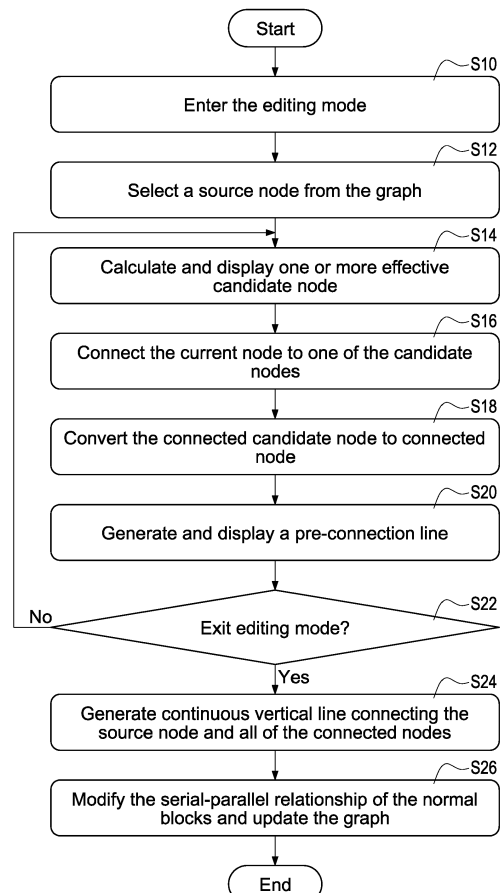 Start
S10
Enter the editing mode
S12
Select a source node from the graph
S14
Calculate and display one or more effective
candidate node
S16
Connect the current node to one of the candidate
nodes
S18
Convert the connected candidate node to connected
node
S20
Generate and display a pre-connection line
S22
No
Exit editing mode?
Yes
S24
Generate continuous vertical line connecting the
source node and all of the connected nodes
S26
Modify the serial-parallel relationship of the normal
blocks and update the graph
End